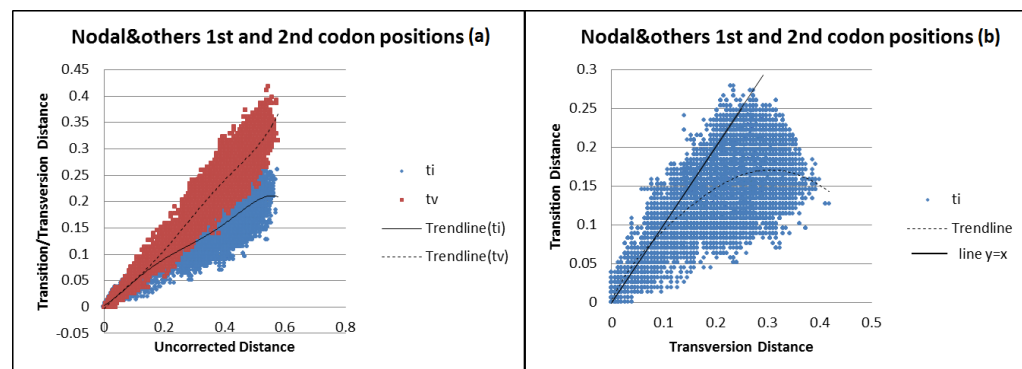 Nodal&others 1st and 2nd codon positions (a)
Transition/Transversion Distance
0.45
0.4
0.35
0.3
0.25
0.2
0.15
0.1
0.05
0
-0.05
0
0.2
0.4
0.6
0.8
Uncorrected Distance
ti
tv
Trendline(ti)
Trendline(tv)
Nodal&others 1st and 2nd codon positions (b)
Transition Distance
0.3
0.25
0.2
0.15
0.1
0.05
0
0
0.1
0.2
0.3
0.4
0.5
Transversion Distance
ti
Trendline
line y=x